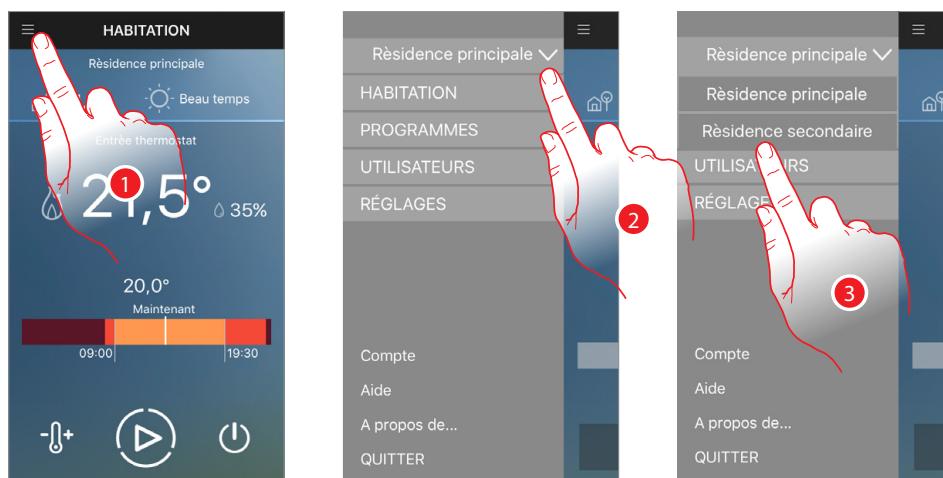 HABITATION
Rèsidence principale
Beau temps
Entrée thermostat
21,5°
35%
20,0°
Maintenant
09:00
19:30
1
Rèsidence principale
HABITATION
PROGRAMMES
UTILISATEURS
RÉGLAGES
Compte
Aide
A propos de...
QUITTER
2
Rèsidence principale
Rèsidence principale
Rèsidence secondaire
UTILISATEURS
RÉGLAGES
Compte
Aide
A propos de...
QUITTER
3